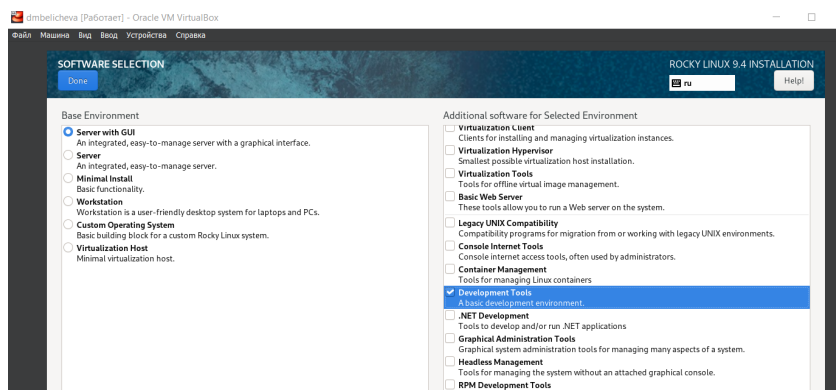 dmbelicheva [Работает] - Oracle VM VirtualBox
Файл Машина Вид Ввод Устройства Справка
SOFTWARE SELECTION
Done
ROCKY LINUX 9.4 INSTALLATION
ru
Help!
Base Environment
Server with GUI
An integrated, easy-to-manage server with a graphical interface.
Server
An integrated, easy-to-manage server.
Minimal Install
Basic functionality.
Workstation
Workstation is a user-friendly desktop system for laptops and PCs.
Custom Operating System
Basic building block for a custom Rocky Linux system.
Virtualization Host
Minimal virtualization host.
Additional software for Selected Environment
Virtualization Client
Clients for installing and managing virtualization instances.
Virtualization Hypervisor
Smallest possible virtualization host installation.
Virtualization Tools
Tools for offline virtual image management.
Basic Web Server
These tools allow you to run a Web server on the system.
Legacy UNIX Compatibility
Compatibility programs for migration from or working with legacy UNIX environments.
Console Internet Tools
Console internet access tools, often used by administrators.
Container Management
Tools for managing Linux containers
Development Tools
A basic development environment.
.NET Development
Tools to develop and/or run .NET applications
Graphical Administration Tools
Graphical system administration tools for managing many aspects of a system.
Headless Management
Tools for managing the system without an attached graphical console.
RPM Development Tools